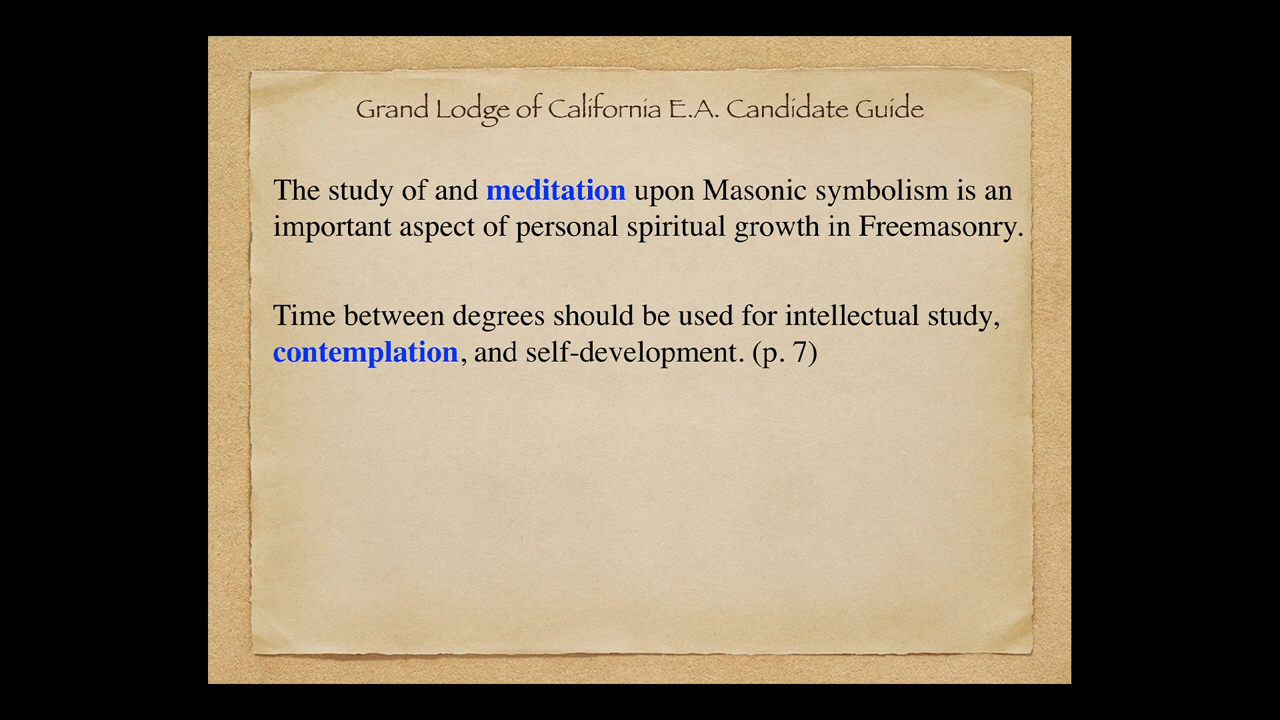 Grand Lodge of California E.A. Candidate Guide
The study of and meditation upon Masonic symbolism is an
important aspect of personal spiritual growth in Freemasonry.
Time between degrees should be used for intellectual study,
contemplation, and self-development. (p. 7)